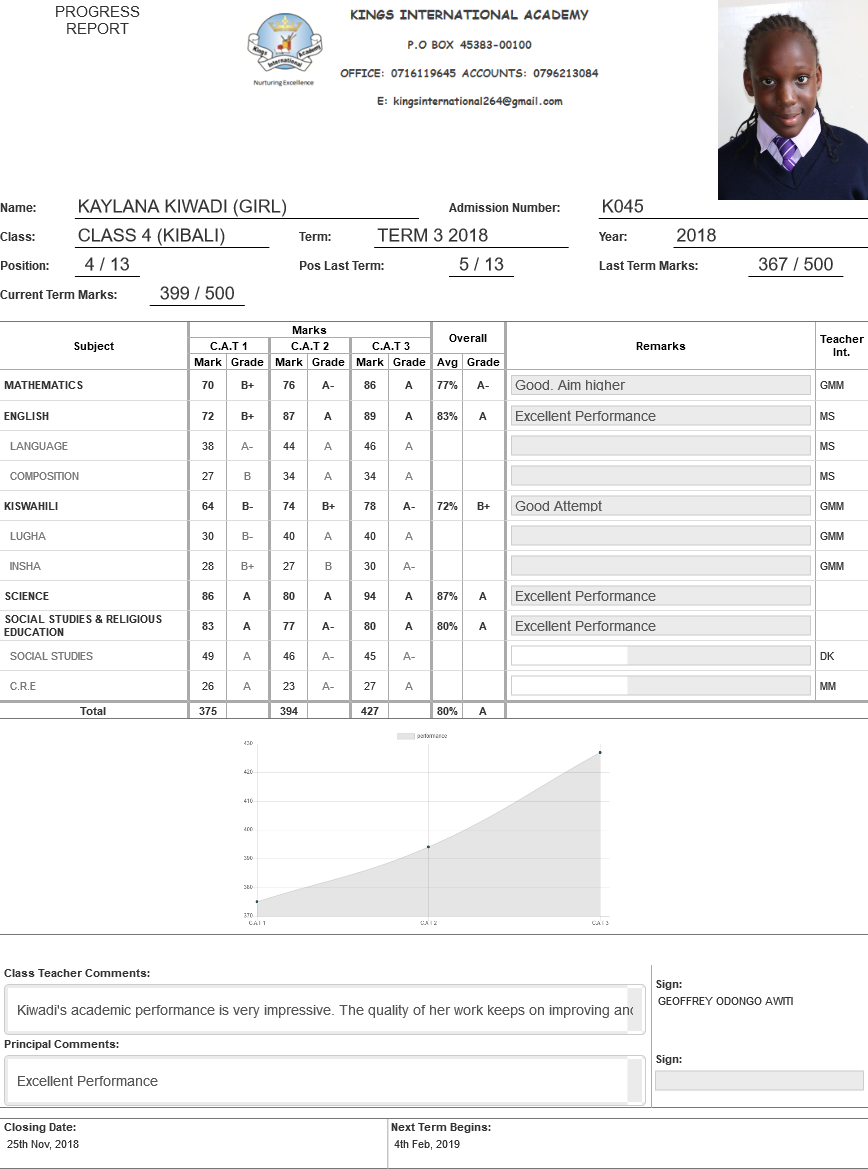 PROGRESS
REPORT
Kings International Academy
Nurturing Excellence
KINGS INTERNATIONAL ACADEMY
P.O BOX 45383-00100
OFFICE: 0716119645 ACCOUNTS: 0796213084
E: kingsinternational264@gmail.com
Name: KAYLANA KIWADI (GIRL) Admission Number: K045
Class: CLASS 4 (KIBALI) Term: TERM 3 2018 Year: 2018
Position: 4 / 13 Pos Last Term: 5 / 13 Last Term Marks: 367 / 500
Current Term Marks: 399 / 500
Subject Marks Overall Remarks Teacher Int.
C.A.T 1 C.A.T 2 C.A.T 3
Mark Grade Mark Grade Mark Grade Avg Grade
MATHEMATICS 70 B+ 76 A- 86 A 77% A- Good. Aim higher GMM
ENGLISH 72 B+ 87 A 89 A 83% A Excellent Performance MS
LANGUAGE 38 A- 44 A 46 A MS
COMPOSITION 27 B 34 A 34 A MS
KISWAHILI 64 B- 74 B+ 78 A- 72% B+ Good Attempt GMM
LUGHA 30 B- 40 A 40 A GMM
INSHA 28 B+ 27 B 30 A- GMM
SCIENCE 86 A 80 A 94 A 87% A Excellent Performance
SOCIAL STUDIES & RELIGIOUS
EDUCATION 83 A 77 A- 80 A 80% A Excellent Performance
SOCIAL STUDIES 49 A 46 A- 45 A- DK
C.R.E 26 A 23 A- 27 A MM
Total 375 394 427 80% A
performance
430
420
410
400
390
380
370
C.A.T 1 C.A.T 2 C.A.T 3
Class Teacher Comments:
Kiwadi's academic performance is very impressive. The quality of her work keeps on improving and
Sign:
GEOFFREY ODONGO AWITI
Principal Comments:
Excellent Performance
Sign:
Closing Date:
25th Nov, 2018
Next Term Begins:
4th Feb, 2019